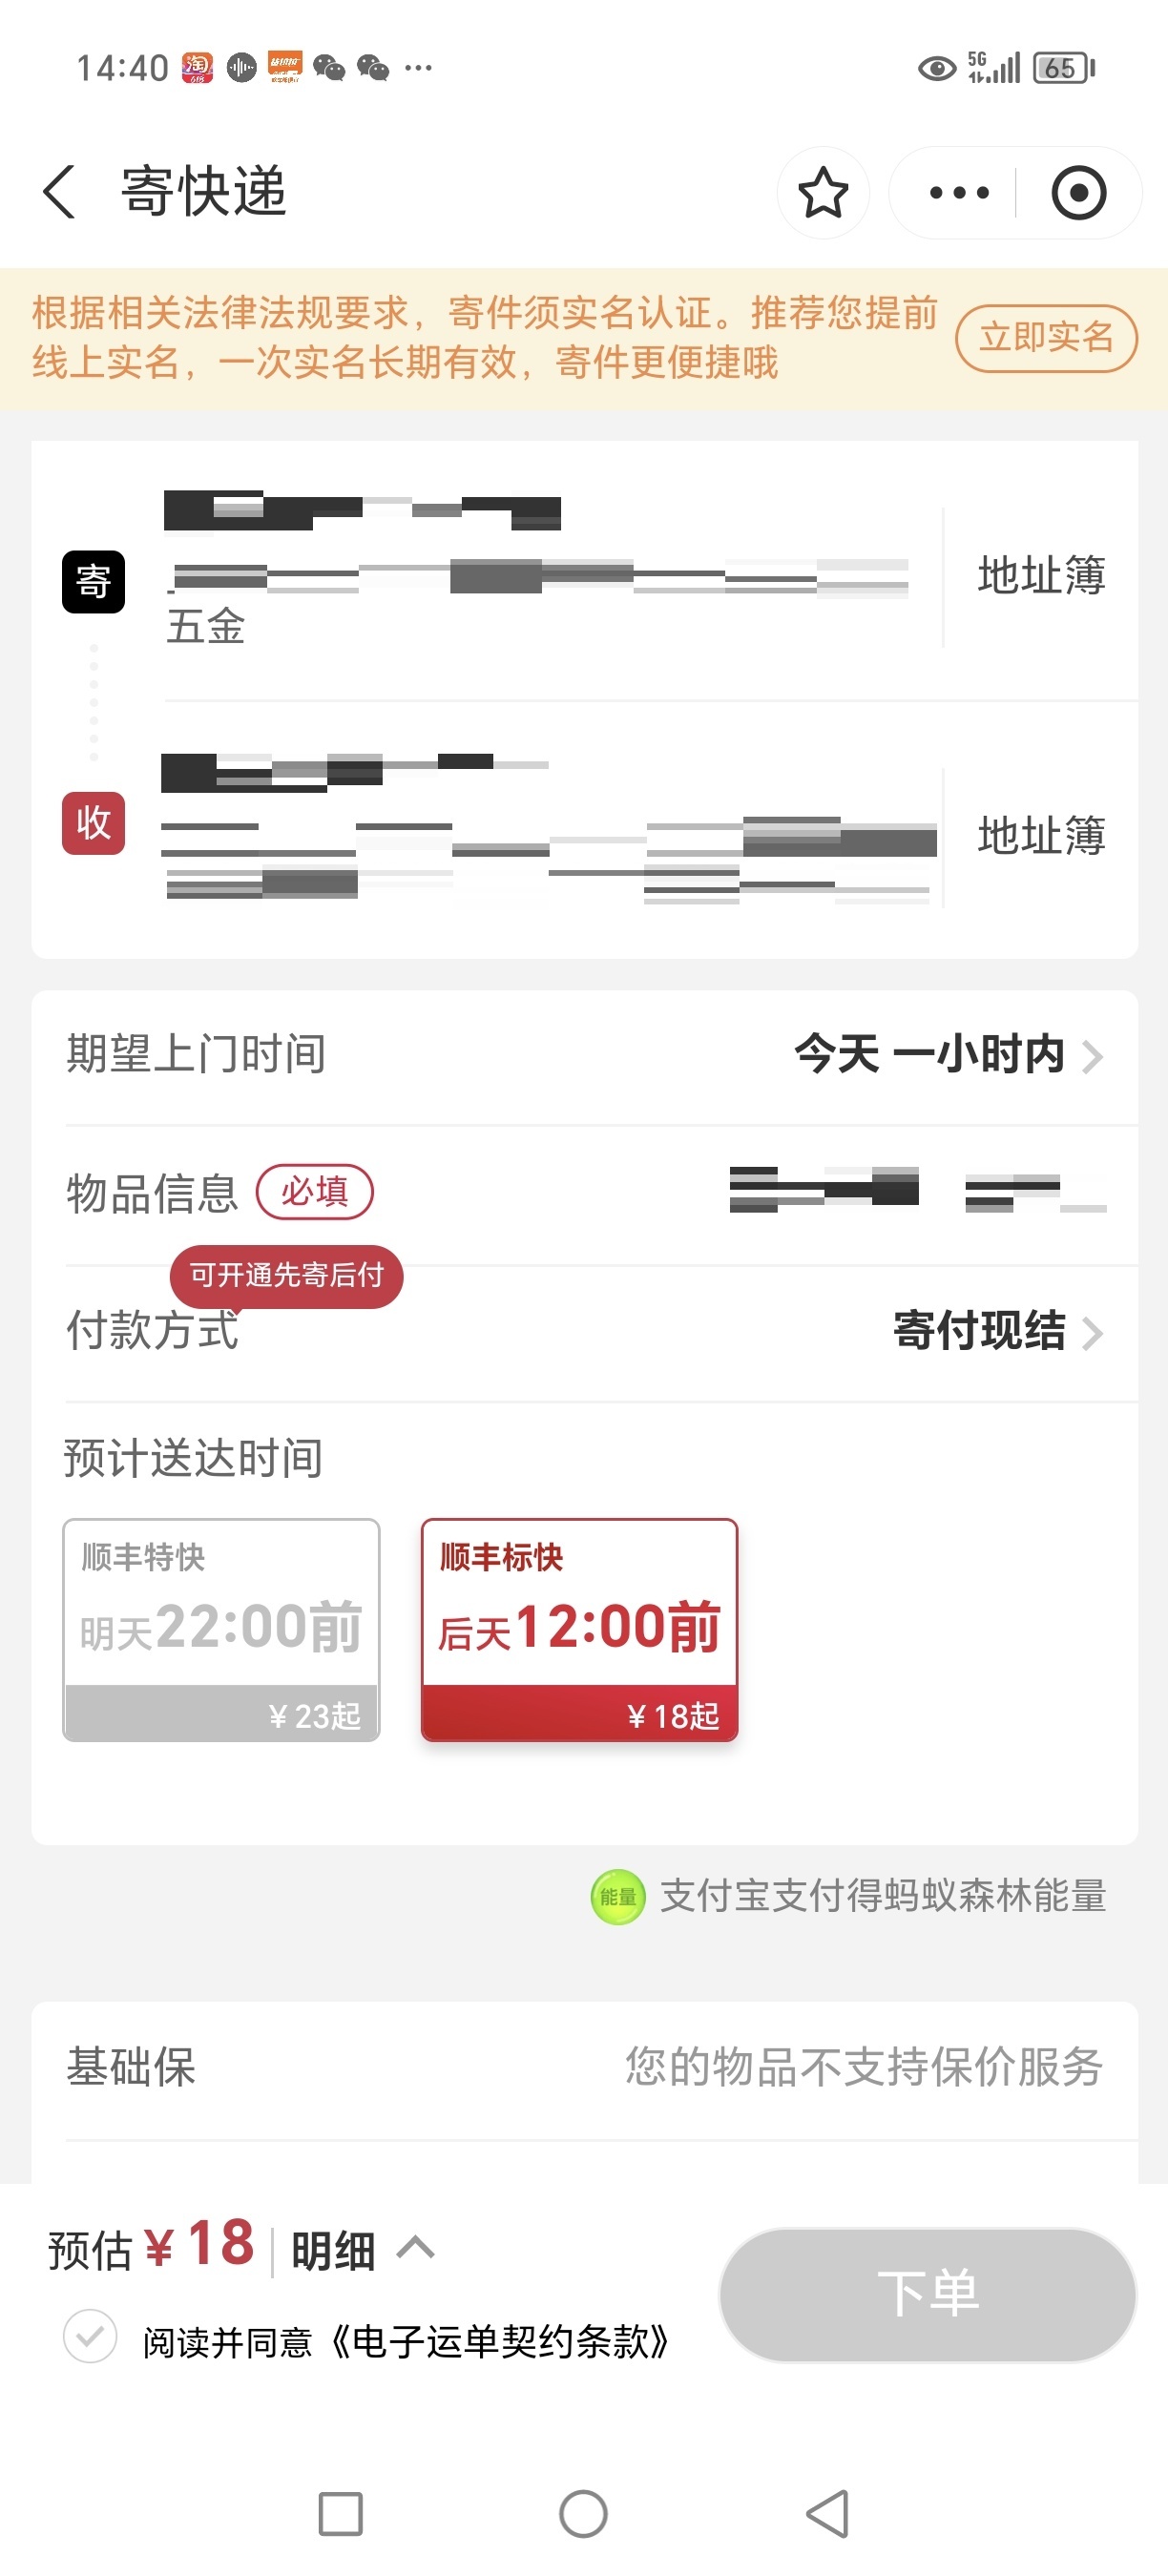 14:40
5G
65
寄快递
根据相关法律法规要求，寄件须实名认证。推荐您提前
线上实名，一次实名长期有效，寄件更便捷哦
立即实名
寄
五金
地址簿
收
地址簿
期望上门时间
今天 一小时内
物品信息
必填
可开通先寄后付
付款方式
寄付现结
预计送达时间
顺丰特快
明天22:00前
¥ 23起
顺丰标快
后天12:00前
¥ 18起
能量
支付宝支付得蚂蚁森林能量
基础保
您的物品不支持保价服务
预估 ¥ 18
明细
阅读并同意《电子运单契约条款》
下单